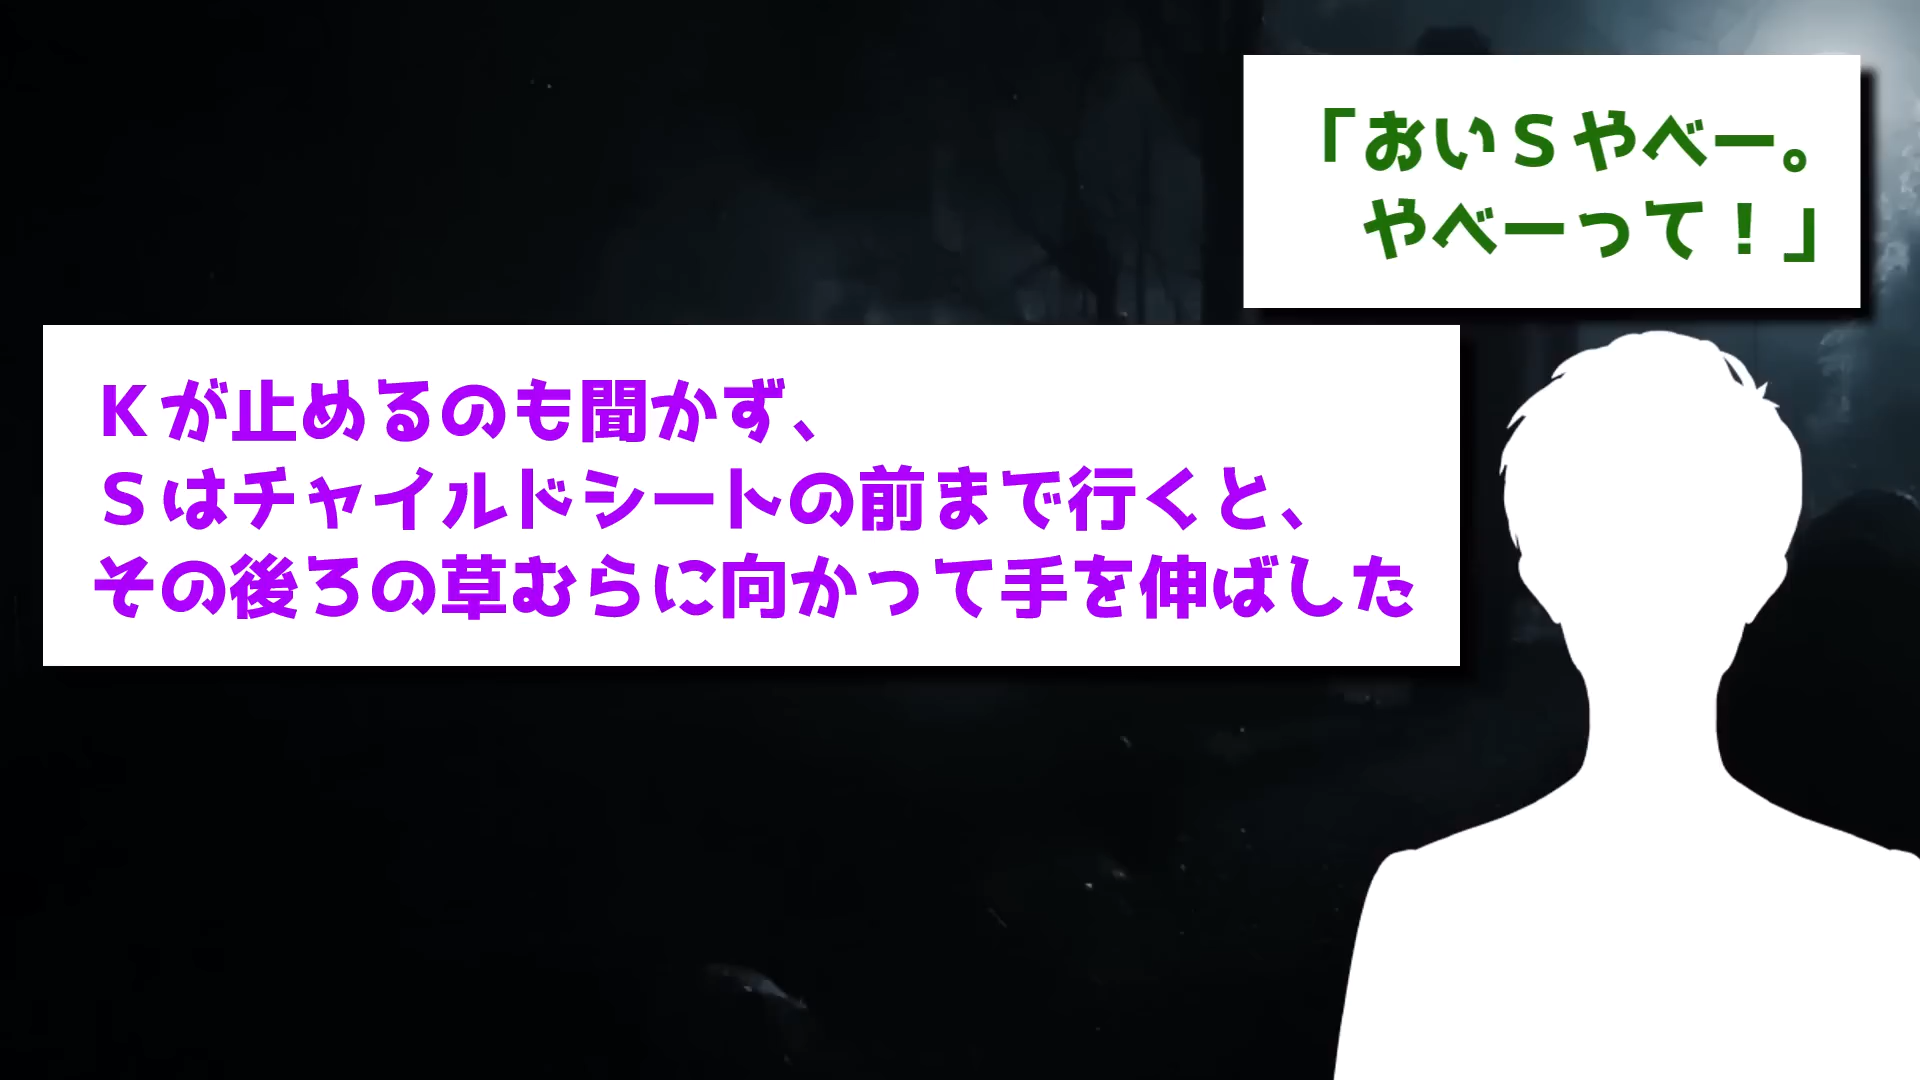 「おいＳやべー。
やべーって！」
Ｋが止めるのも聞かず、
Ｓはチャイルドシートの前まで行くと、
その後ろの草むらに向かって手を伸ばした